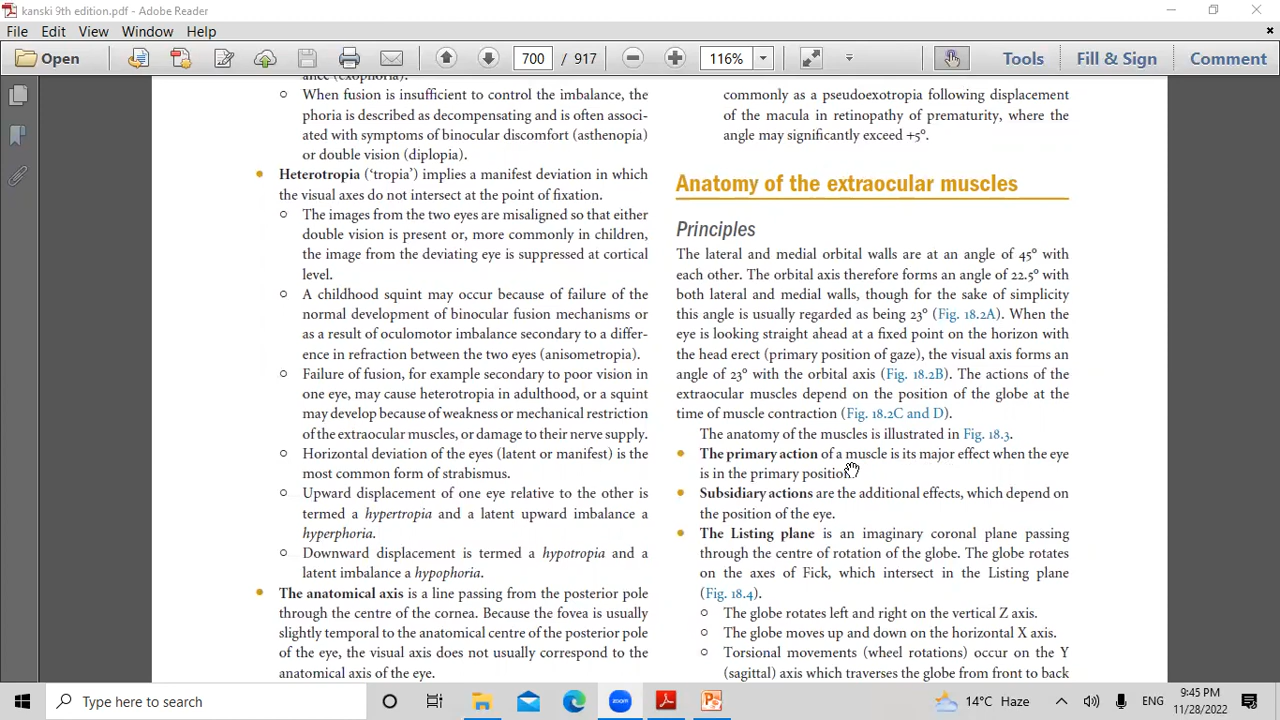 kanski 9th edition.pdf - Adobe Reader
File Edit View Window Help
Open 700 / 917 116% Tools Fill & Sign Comment
ance (exophoria).
When fusion is insufficient to control the imbalance, the
phoria is described as decompensating and is often associ-
ated with symptoms of binocular discomfort (asthenopia)
or double vision (diplopia).
Heterotropia (‘tropia’) implies a manifest deviation in which
the visual axes do not intersect at the point of fixation.
The images from the two eyes are misaligned so that either
double vision is present or, more commonly in children,
the image from the deviating eye is suppressed at cortical
level.
A childhood squint may occur because of failure of the
normal development of binocular fusion mechanisms or
as a result of oculomotor imbalance secondary to a differ-
ence in refraction between the two eyes (anisometropia).
Failure of fusion, for example secondary to poor vision in
one eye, may cause heterotropia in adulthood, or a squint
may develop because of weakness or mechanical restriction
of the extraocular muscles, or damage to their nerve supply.
Horizontal deviation of the eyes (latent or manifest) is the
most common form of strabismus.
Upward displacement of one eye relative to the other is
termed a hypertropia and a latent upward imbalance a
hyperphoria.
Downward displacement is termed a hypotropia and a
latent imbalance a hypophoria.
The anatomical axis is a line passing from the posterior pole
through the centre of the cornea. Because the fovea is usually
slightly temporal to the anatomical centre of the posterior pole
of the eye, the visual axis does not usually correspond to the
anatomical axis of the eye.
commonly as a pseudoexotropia following displacement
of the macula in retinopathy of prematurity, where the
angle may significantly exceed +5°.
Anatomy of the extraocular muscles
Principles
The lateral and medial orbital walls are at an angle of 45° with
each other. The orbital axis therefore forms an angle of 22.5° with
both lateral and medial walls, though for the sake of simplicity
this angle is usually regarded as being 23° (Fig. 18.2A). When the
eye is looking straight ahead at a fixed point on the horizon with
the head erect (primary position of gaze), the visual axis forms an
angle of 23° with the orbital axis (Fig. 18.2B). The actions of the
extraocular muscles depend on the position of the globe at the
time of muscle contraction (Fig. 18.2C and D).
The anatomy of the muscles is illustrated in Fig. 18.3.
The primary action of a muscle is its major effect when the eye
is in the primary position.
Subsidiary actions are the additional effects, which depend on
the position of the eye.
The Listing plane is an imaginary coronal plane passing
through the centre of rotation of the globe. The globe rotates
on the axes of Fick, which intersect in the Listing plane
(Fig. 18.4).
The globe rotates left and right on the vertical Z axis.
The globe moves up and down on the horizontal X axis.
Torsional movements (wheel rotations) occur on the Y
(sagittal) axis which traverses the globe from front to back
Type here to search
zoom
14°C Haze
ENG
9:45 PM
11/28/2022